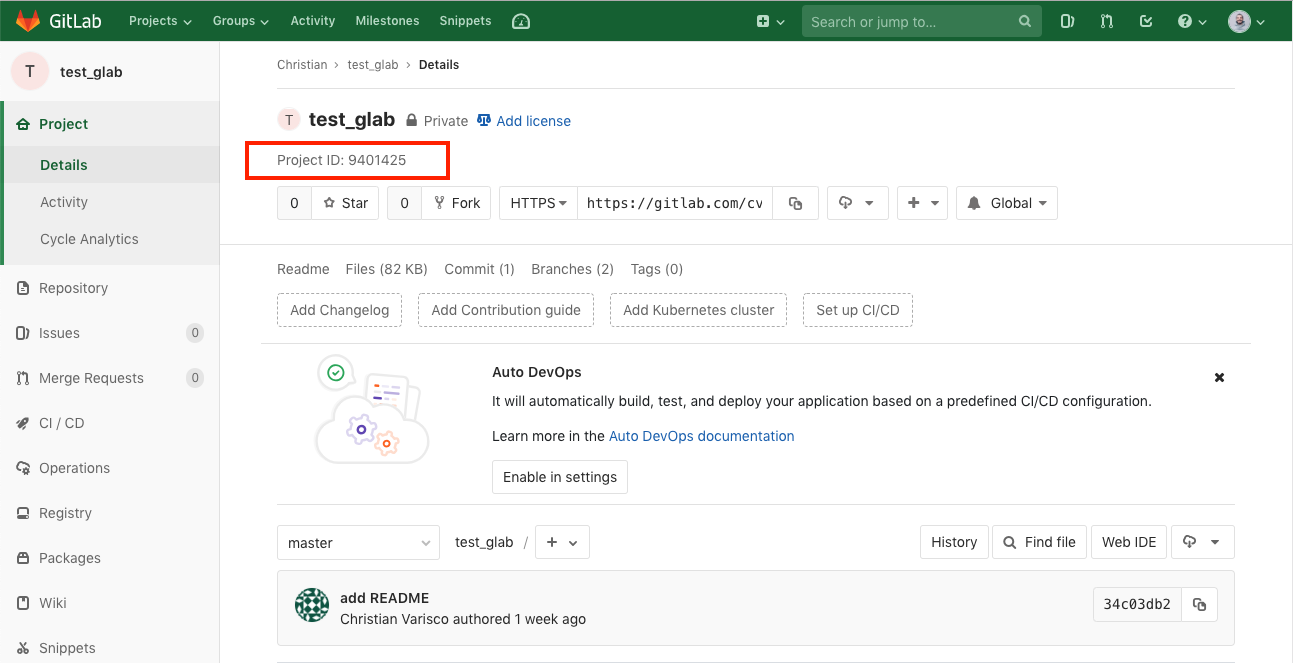 GitLab Projects Groups Activity Milestones Snippets Search or jump to...
T test_glab
Project
Details
Activity
Cycle Analytics
Repository
Issues 0
Merge Requests 0
CI / CD
Operations
Registry
Packages
Wiki
Snippets
Christian › test_glab › Details
T test_glab Private Add license
Project ID: 9401425
0 Star 0 Fork HTTPS https://gitlab.com/cv Global
Readme Files (82 KB) Commit (1) Branches (2) Tags (0)
Add Changelog Add Contribution guide Add Kubernetes cluster Set up CI/CD
Auto DevOps
It will automatically build, test, and deploy your application based on a predefined CI/CD configuration.
Learn more in the Auto DevOps documentation
Enable in settings
master test_glab / + History Find file Web IDE
add README
Christian Varisco authored 1 week ago
34c03db2